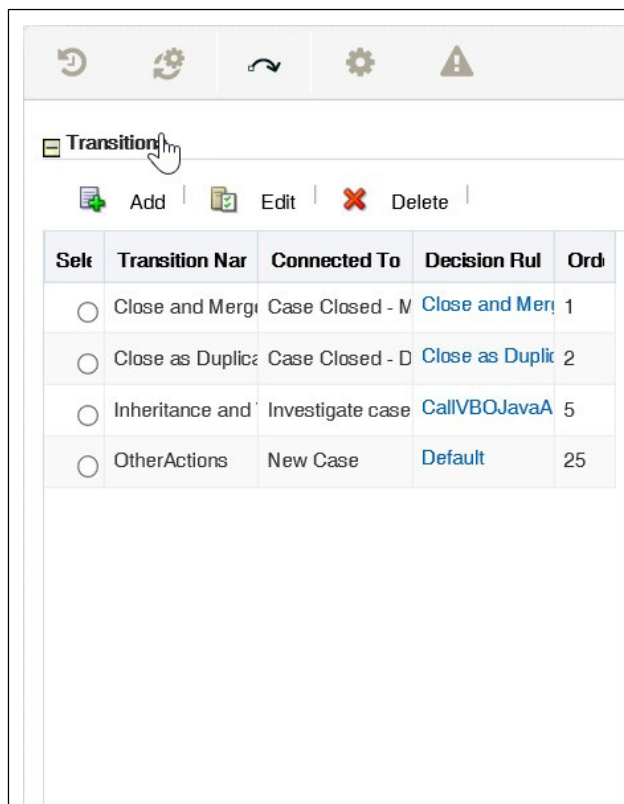 Transition
Add Edit Delete
Sele Transition Nar Connected To Decision Rul Ord
Close and Merg Case Closed - M Close and Mer 1
Close as Duplica Case Closed - D Close as Duplic 2
Inheritance and Investigate case CallVBOJavaA 5
OtherActions New Case Default 25